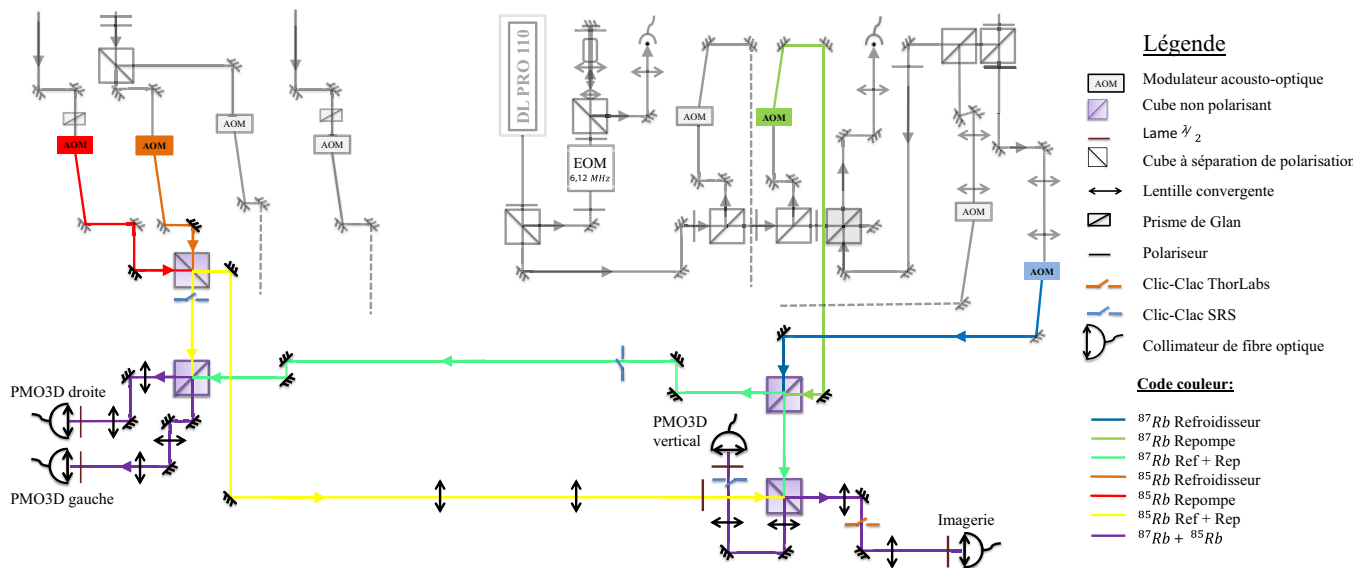 DL PRO 110
EOM
6,12 MHz
AOM
AOM
AOM
AOM
AOM
AOM
AOM
AOM
PMO3D droite
PMO3D gauche
PMO3D
vertical
Imagerie
Légende
AOM Modulateur acousto-optique
Cube non polarisant
Lame λ/2
Cube à séparation de polarisation
Lentille convergente
Prisme de Glan
Polariseur
Clic-Clac ThorLabs
Clic-Clac SRS
Collimateur de fibre optique
Code couleur:
⁸⁷Rb Refroidisseur
⁸⁷Rb Repompe
⁸⁷Rb Ref + Rep
⁸⁵Rb Refroidisseur
⁸⁵Rb Repompe
⁸⁵Rb Ref + Rep
⁸⁷Rb + ⁸⁵Rb